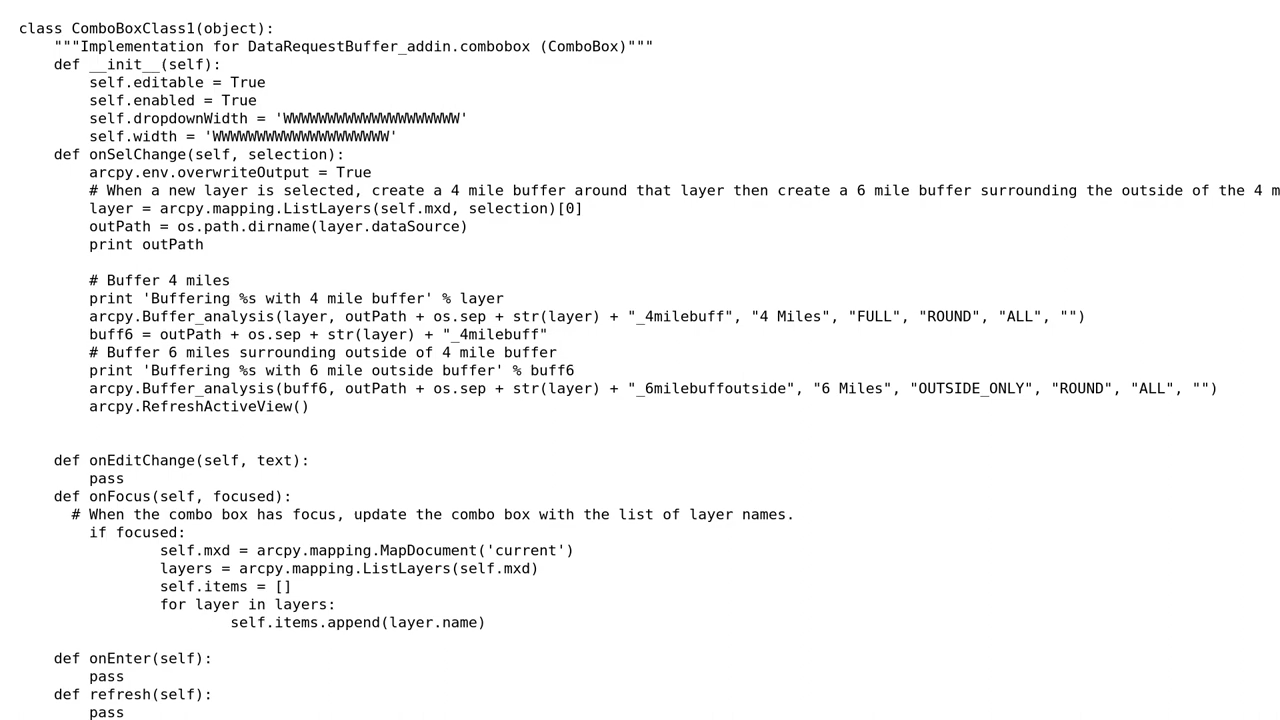 class ComboBoxClass1(object):
    """Implementation for DataRequestBuffer_addin.combobox (ComboBox)"""
    def __init__(self):
        self.editable = True
        self.enabled = True
        self.dropdownWidth = 'WWWWWWWWWWWWWWWWWWWW'
        self.width = 'WWWWWWWWWWWWWWWWWWWW'
    def onSelChange(self, selection):
        arcpy.env.overwriteOutput = True
        # When a new layer is selected, create a 4 mile buffer around that layer then create a 6 mile buffer surrounding the outside of the 4 m
        layer = arcpy.mapping.ListLayers(self.mxd, selection)[0]
        outPath = os.path.dirname(layer.dataSource)
        print outPath

        # Buffer 4 miles
        print 'Buffering %s with 4 mile buffer' % layer
        arcpy.Buffer_analysis(layer, outPath + os.sep + str(layer) + "_4milebuff", "4 Miles", "FULL", "ROUND", "ALL", "")
        buff6 = outPath + os.sep + str(layer) + "_4milebuff"
        # Buffer 6 miles surrounding outside of 4 mile buffer
        print 'Buffering %s with 6 mile outside buffer' % buff6
        arcpy.Buffer_analysis(buff6, outPath + os.sep + str(layer) + "_6milebuffoutside", "6 Miles", "OUTSIDE_ONLY", "ROUND", "ALL", "")
        arcpy.RefreshActiveView()


    def onEditChange(self, text):
        pass
    def onFocus(self, focused):
      # When the combo box has focus, update the combo box with the list of layer names.
        if focused:
                self.mxd = arcpy.mapping.MapDocument('current')
                layers = arcpy.mapping.ListLayers(self.mxd)
                self.items = []
                for layer in layers:
                        self.items.append(layer.name)

    def onEnter(self):
        pass
    def refresh(self):
        pass